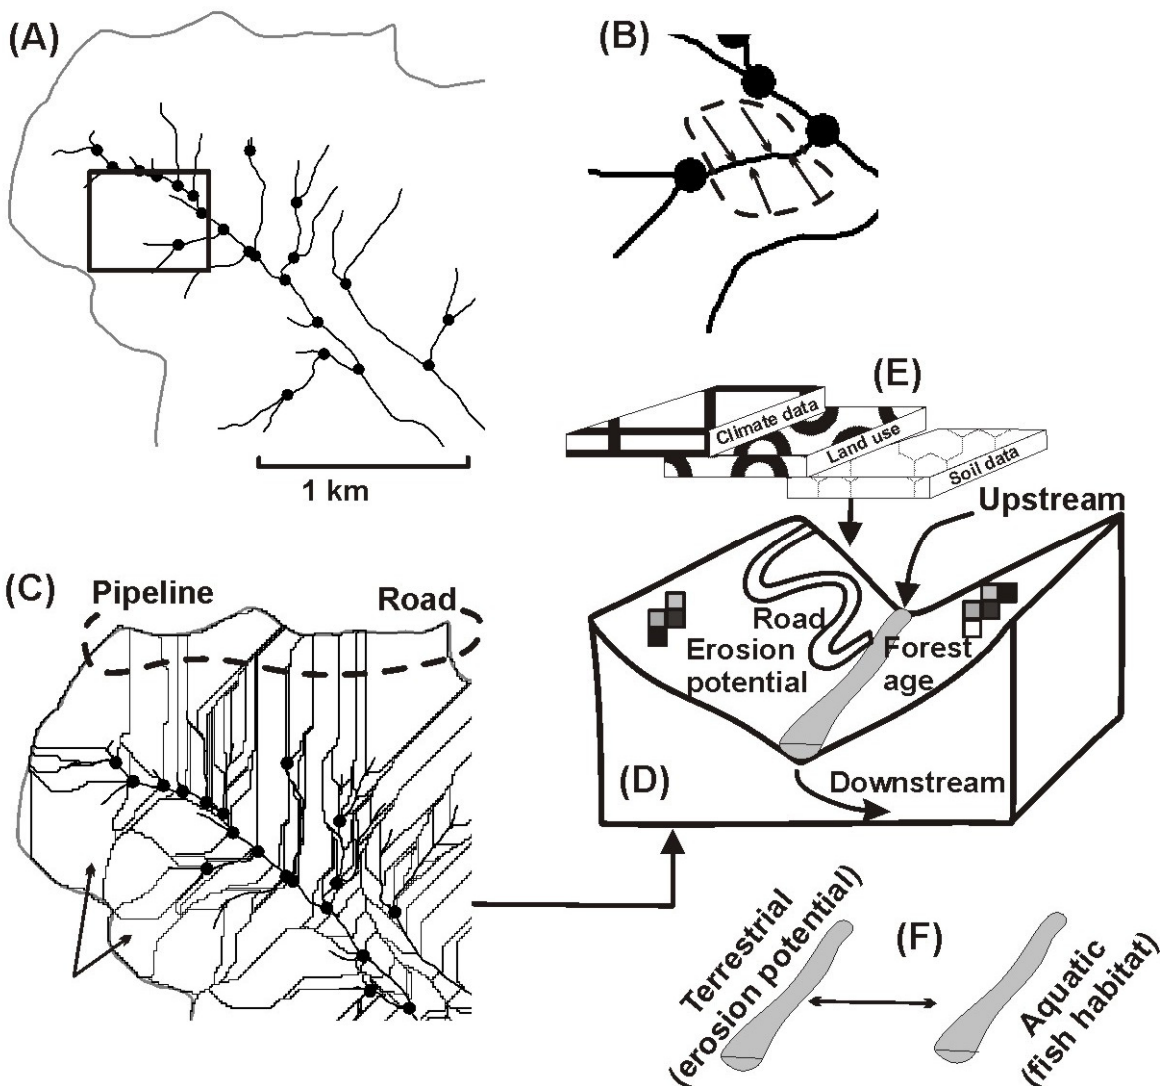 (A)
1 km
(B)
(C)
Pipeline
Road
(E)
Climate data
Land use
Soil data
Upstream
Road
Erosion
potential
Forest
age
(D)
Downstream
(F)
Terrestrial
(erosion potential)
Aquatic
(fish habitat)